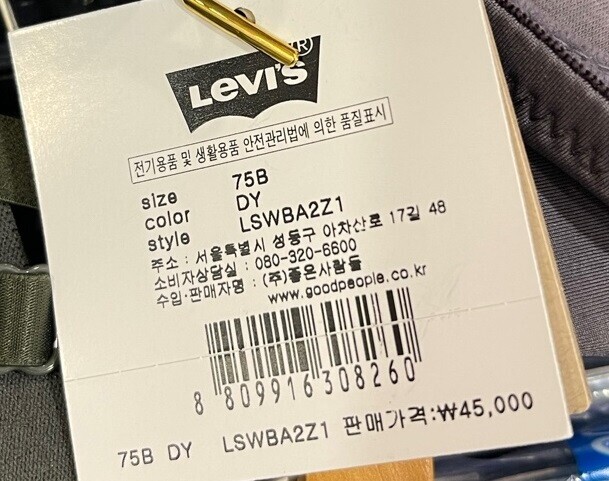 LEVI'S ®
전기용품 및 생활용품 안전관리법에 의한 품질표시
size 75B
color DY
style LSWBA2Z1
주소 : 서울특별시 성동구 아차산로 17길 48
소비자상담실 : 080-320-6600
수입·판매자명 : (주)좋은사람들
www.goodpeople.co.kr
8 809916 308260
75B DY LSWBA2Z1 판매가격:₩45,000